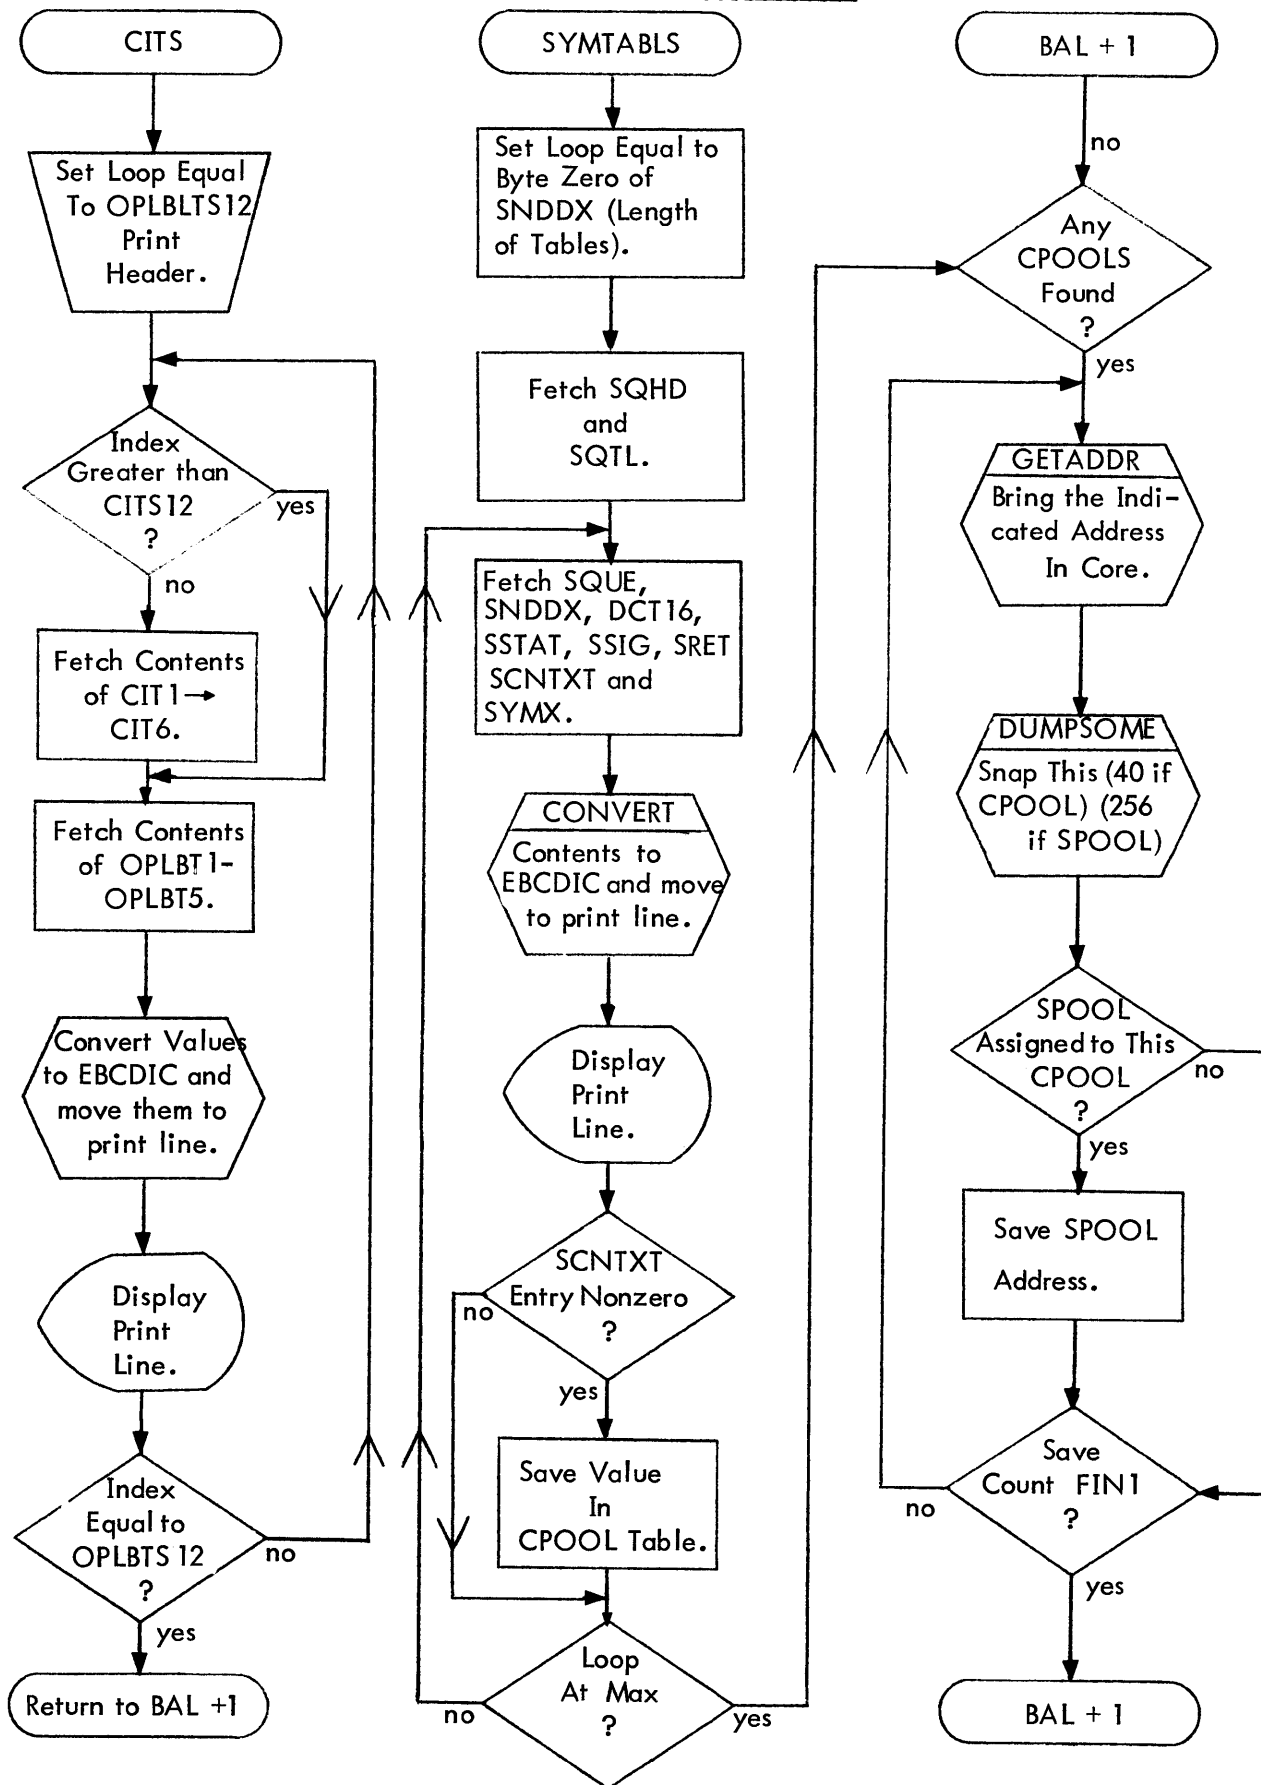 CITS
Set Loop Equal
To OPLBLTS12
Print
Header.
Index
Greater than
CITS12
?
yes
no
Fetch Contents
of CIT1→
CIT6.
Fetch Contents
of OPLBT1-
OPLBT5.
Convert Values
to EBCDIC and
move them to
print line.
Display
Print
Line.
Index
Equal to
OPLBTS12
?
no
yes
Return to BAL +1
SYMTABLS
Set Loop Equal to
Byte Zero of
SNDDX (Length
of Tables).
Fetch SQHD
and
SQTL.
Fetch SQUE,
SNDDX, DCT16,
SSTAT, SSIG, SRET
SCNTXT and
SYMX.
CONVERT
Contents to
EBCDIC and move
to print line.
Display
Print
Line.
SCNTXT
Entry Nonzero
?
no
yes
Save Value
In
CPOOL Table.
Loop
At Max
?
no
yes
BAL + 1
no
Any
CPOOLS
Found
?
yes
GETADDR
Bring the Indi-
cated Address
In Core.
DUMPSOME
Snap This (40 if
CPOOL) (256
if SPOOL)
SPOOL
Assigned to This
CPOOL
?
no
yes
Save SPOOL
Address.
Save
Count FIN1
?
no
yes
BAL + 1